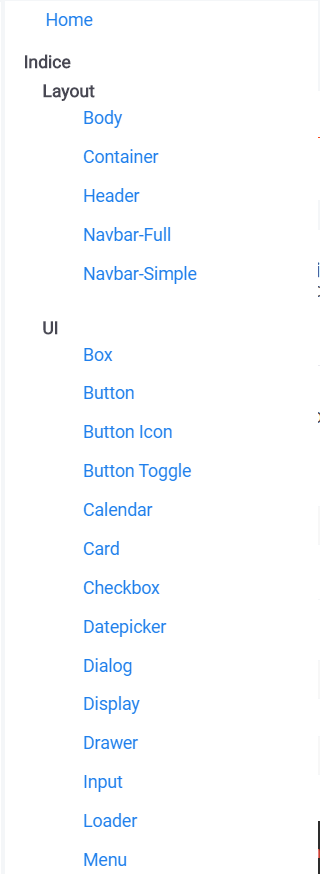 Home
Indice
Layout
Body
Container
Header
Navbar-Full
Navbar-Simple
UI
Box
Button
Button Icon
Button Toggle
Calendar
Card
Checkbox
Datepicker
Dialog
Display
Drawer
Input
Loader
Menu